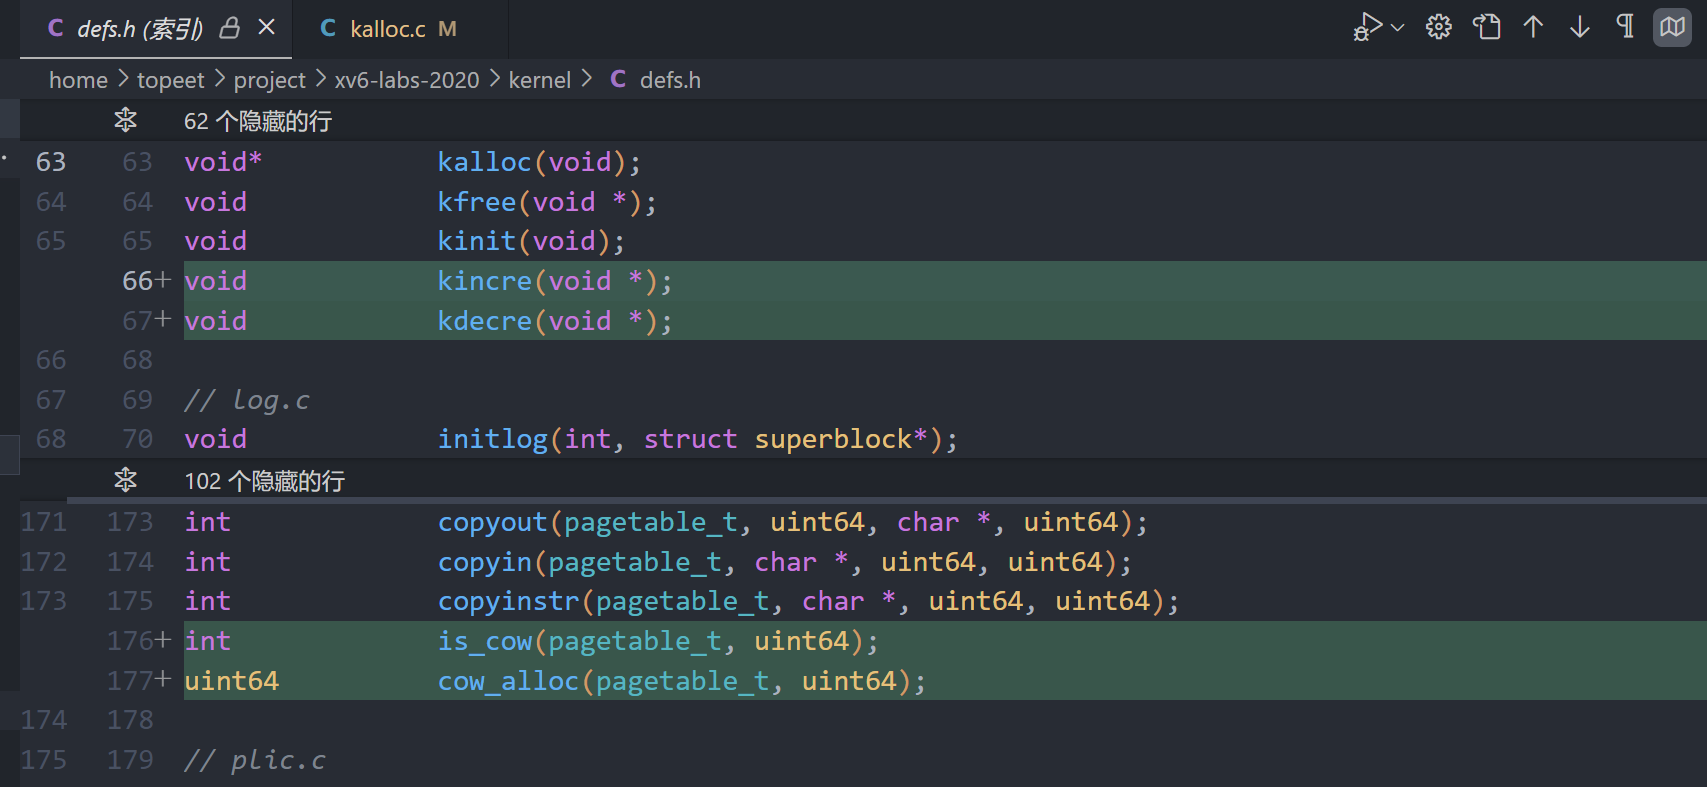 C defs.h (索引) C kalloc.c M
home > topeet > project > xv6-labs-2020 > kernel > C defs.h
62 个隐藏的行
63 63 void* kalloc(void);
64 64 void kfree(void *);
65 65 void kinit(void);
66+ void kincre(void *);
67+ void kdecre(void *);
66 68
67 69 // log.c
68 70 void initlog(int, struct superblock*);
102 个隐藏的行
171 173 int copyout(pagetable_t, uint64, char *, uint64);
172 174 int copyin(pagetable_t, char *, uint64, uint64);
173 175 int copyinstr(pagetable_t, char *, uint64, uint64);
176+ int is_cow(pagetable_t, uint64);
177+ uint64 cow_alloc(pagetable_t, uint64);
174 178
175 179 // plic.c